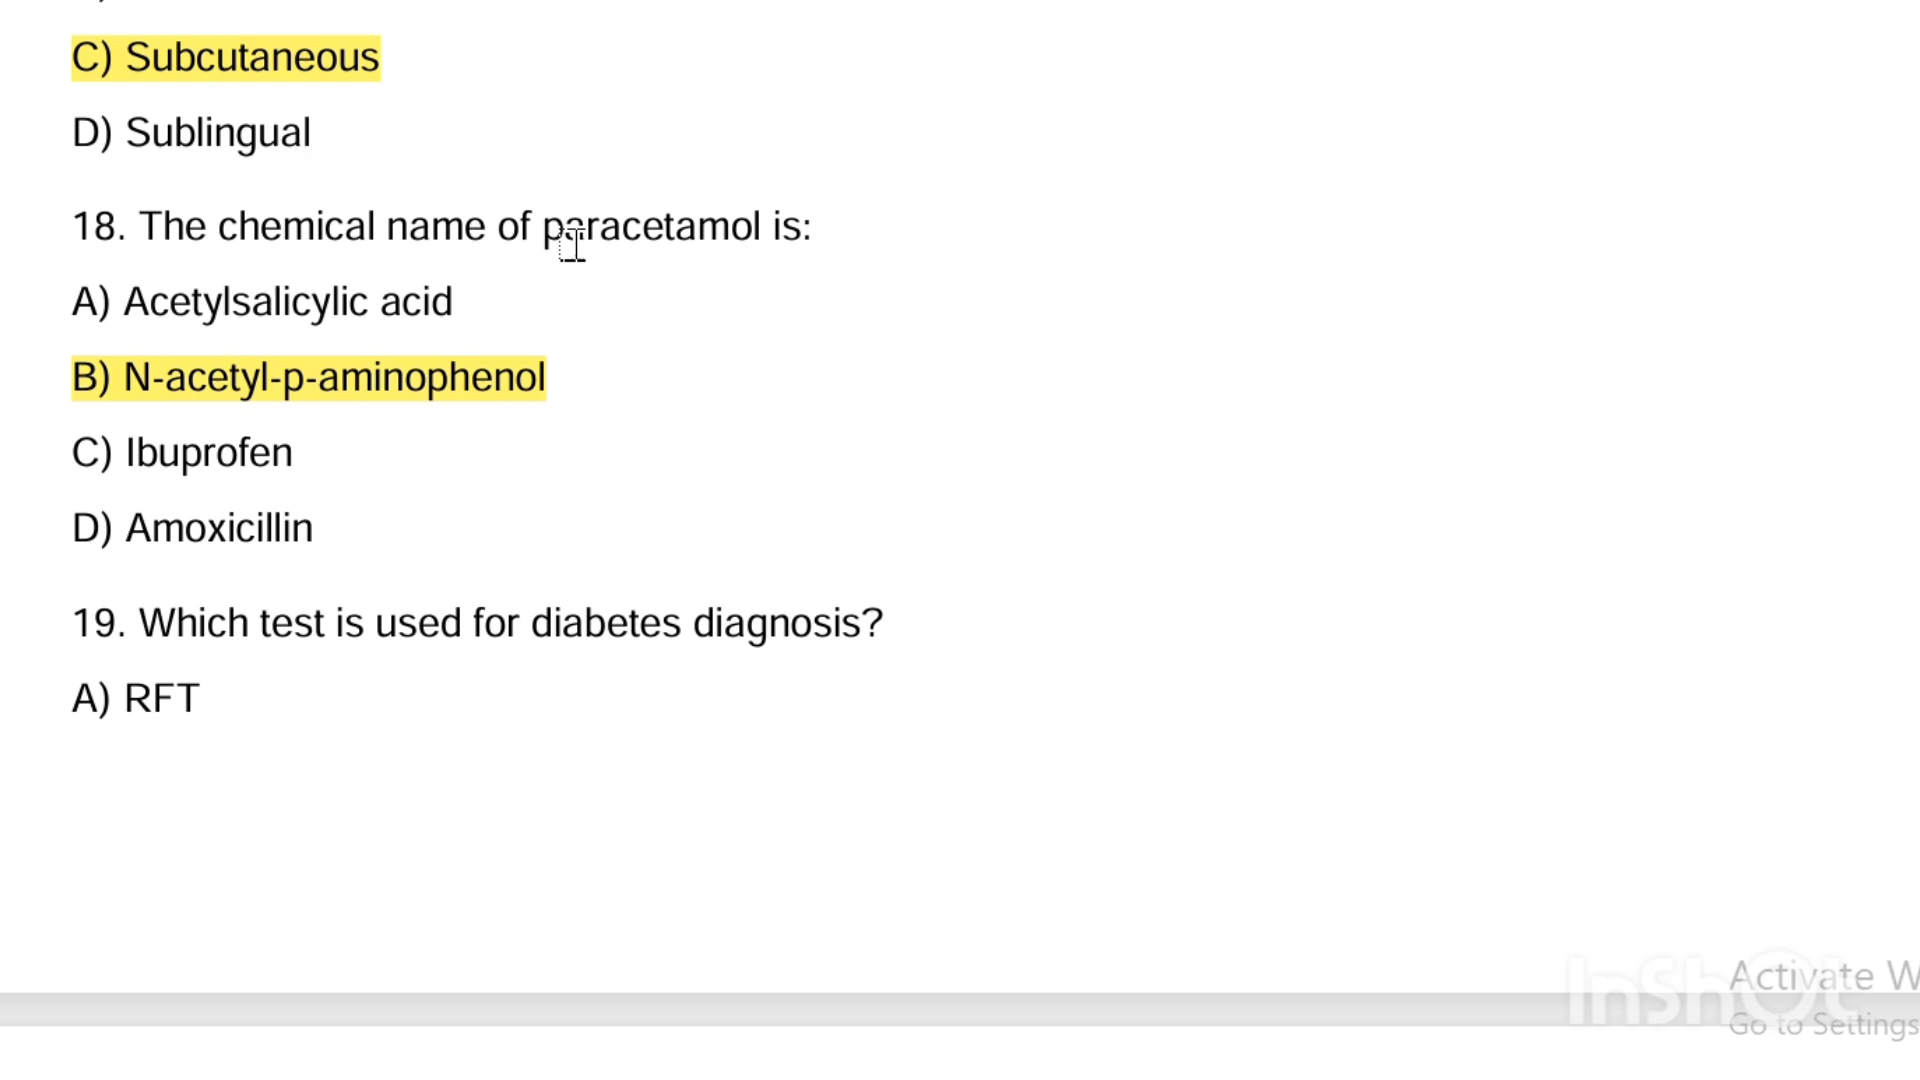 C) Subcutaneous
D) Sublingual
18. The chemical name of paracetamol is:
A) Acetylsalicylic acid
B) N-acetyl-p-aminophenol
C) Ibuprofen
D) Amoxicillin
19. Which test is used for diabetes diagnosis?
A) RFT
Activate W
InShOt
Go to Settings